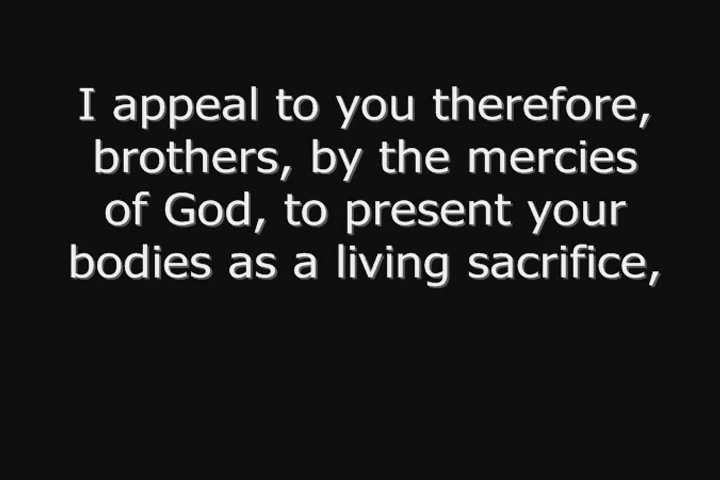 I appeal to you therefore,
brothers, by the mercies
of God, to present your
bodies as a living sacrifice,